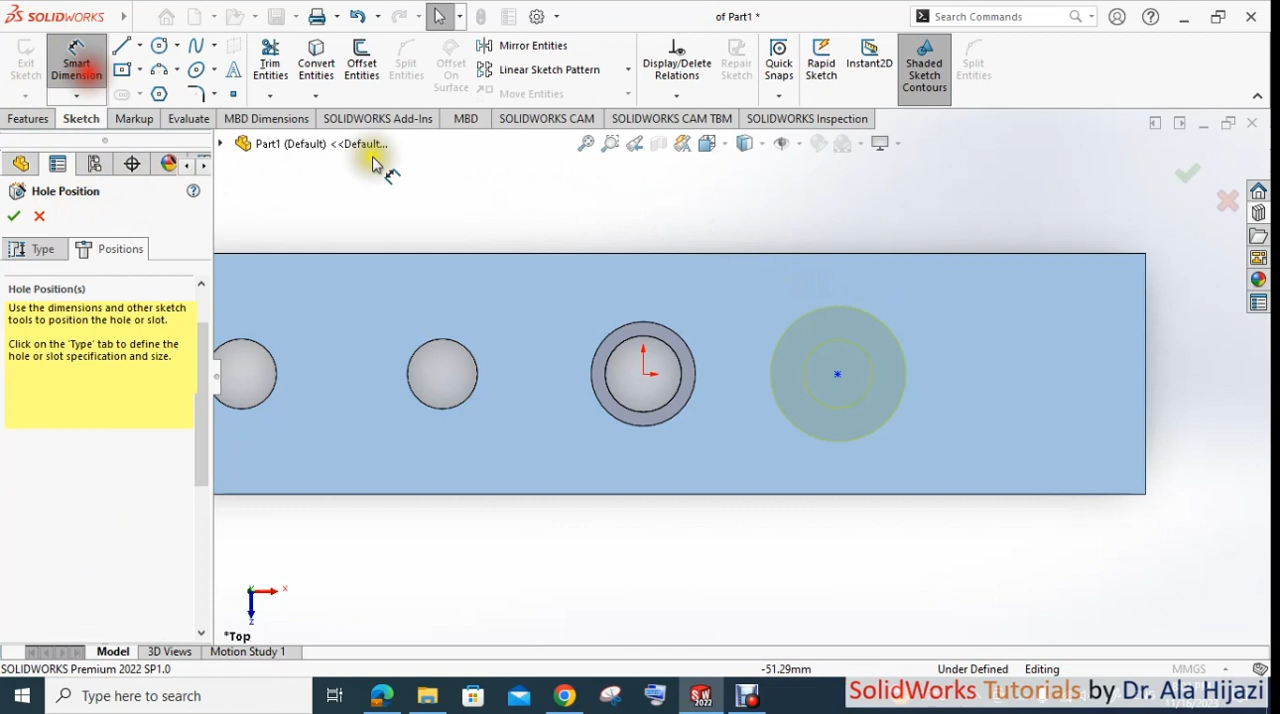 SOLIDWORKS
of Part1 *
Search Commands
Exit Sketch
Smart Dimension
Trim Entities
Convert Entities
Offset Entities
Split Entities
Offset On Surface
Mirror Entities
Linear Sketch Pattern
Move Entities
Display/Delete Relations
Repair Sketch
Quick Snaps
Rapid Sketch
Instant2D
Shaded Sketch Contours
Split Entities
Features
Sketch
Markup
Evaluate
MBD Dimensions
SOLIDWORKS Add-Ins
MBD
SOLIDWORKS CAM
SOLIDWORKS CAM TBM
SOLIDWORKS Inspection
Part1 (Default) <<Default...
Hole Position
Type
Positions
Hole Position(s)
Use the dimensions and other sketch
tools to position the hole or slot.
Click on the 'Type' tab to define the
hole or slot specification and size.
x
z
*Top
Model
3D Views
Motion Study 1
SOLIDWORKS Premium 2022 SP1.0
-51.29mm
Under Defined
Editing
MMGS
Type here to search
SW
2022
SolidWorks Tutorials by Dr. Ala Hijazi